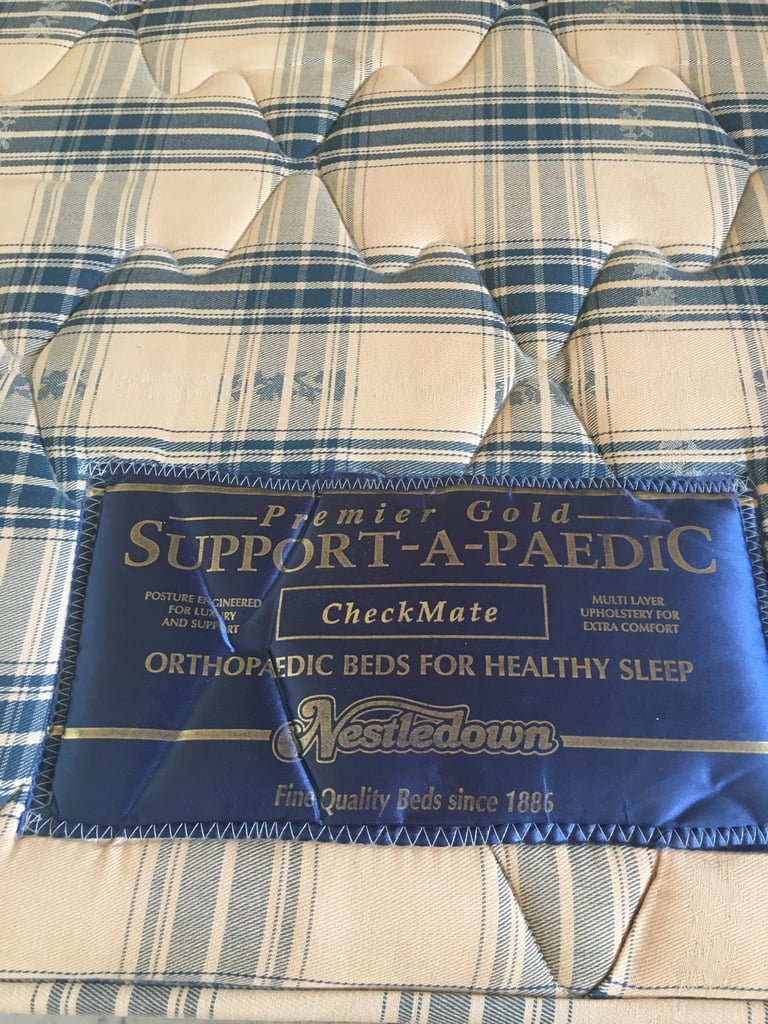 Premier Gold
SUPPORT-A-PAEDIC
POSTURE ENGINEERED
FOR LUXURY
AND SUPPORT
CheckMate
MULTI LAYER
UPHOLSTERY FOR
EXTRA COMFORT
ORTHOPAEDIC BEDS FOR HEALTHY SLEEP
Nestledown
Fine Quality Beds since 1886